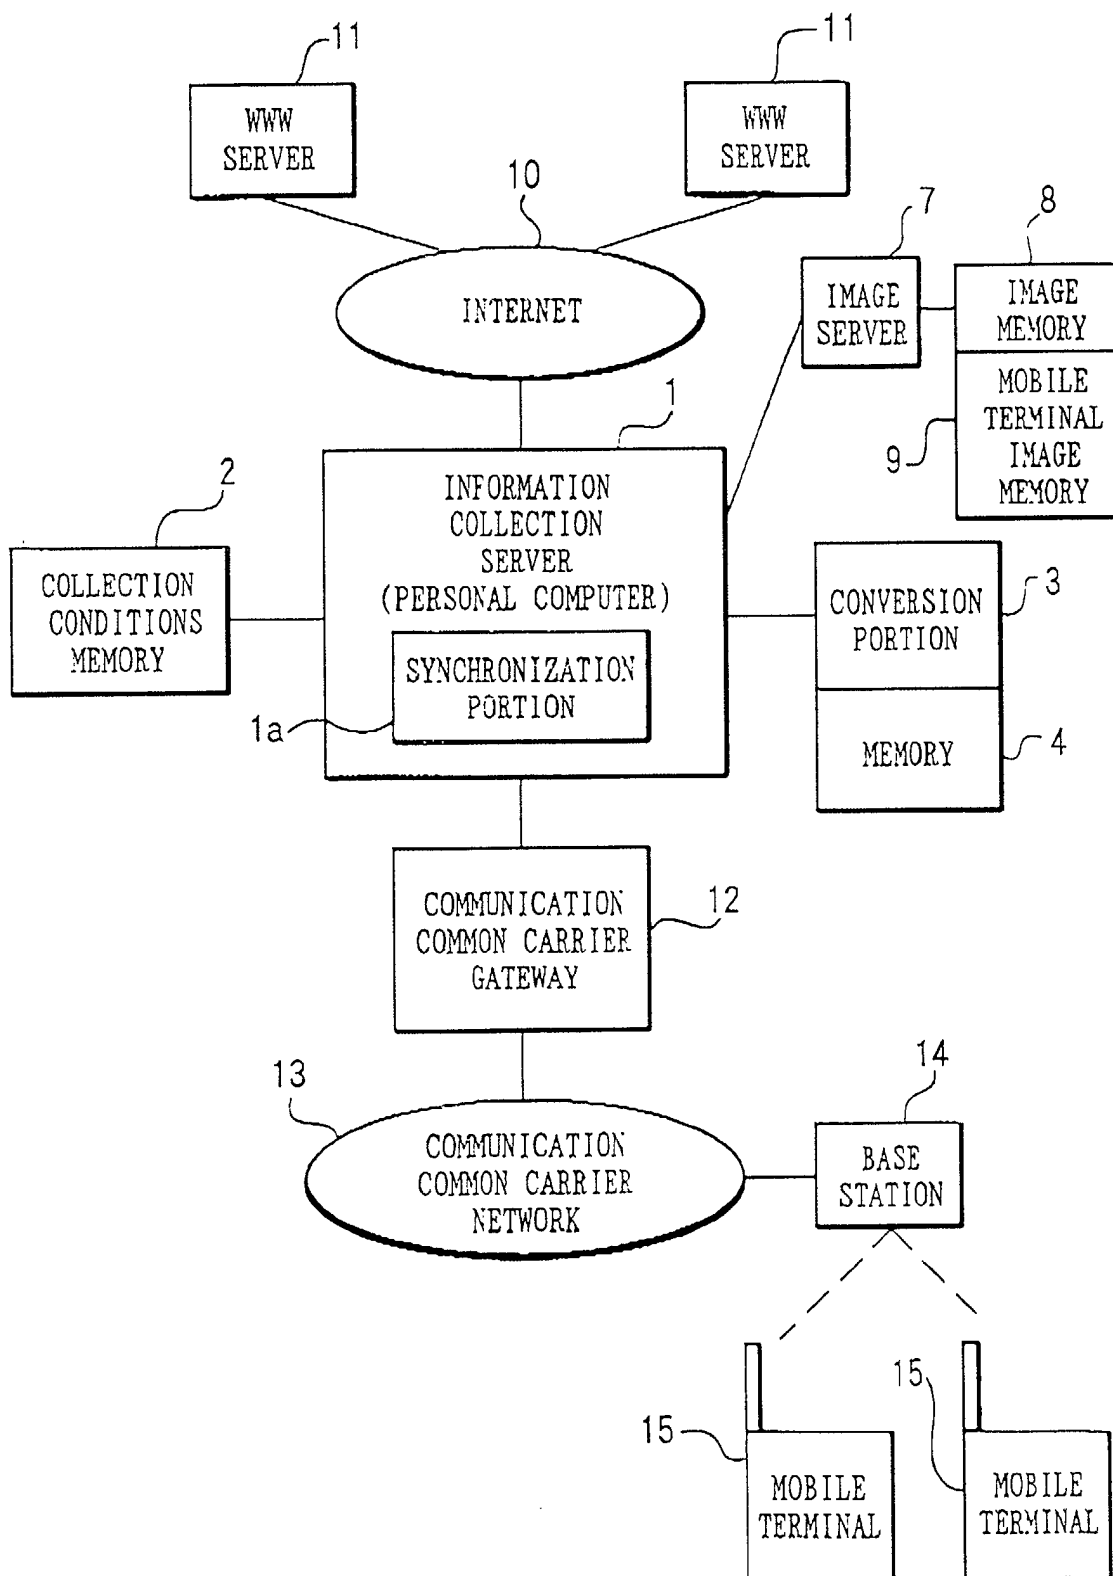 11
11
WWW
SERVER
WWW
SERVER
10
7
8
INTERNET
IMAGE
SERVER
IMAGE
MEMORY
MOBILE
TERMINAL
IMAGE
MEMORY
9
1
2
INFORMATION
COLLECTION
SERVER
(PERSONAL COMPUTER)
COLLECTION
CONDITIONS
MEMORY
CONVERSION
PORTION
3
SYNCHRONIZATION
PORTION
1a
MEMORY
4
COMMUNICATION
COMMON CARRIER
GATEWAY
12
13
14
COMMUNICATION
COMMON CARRIER
NETWORK
BASE
STATION
15
15
MOBILE
TERMINAL
MOBILE
TERMINAL